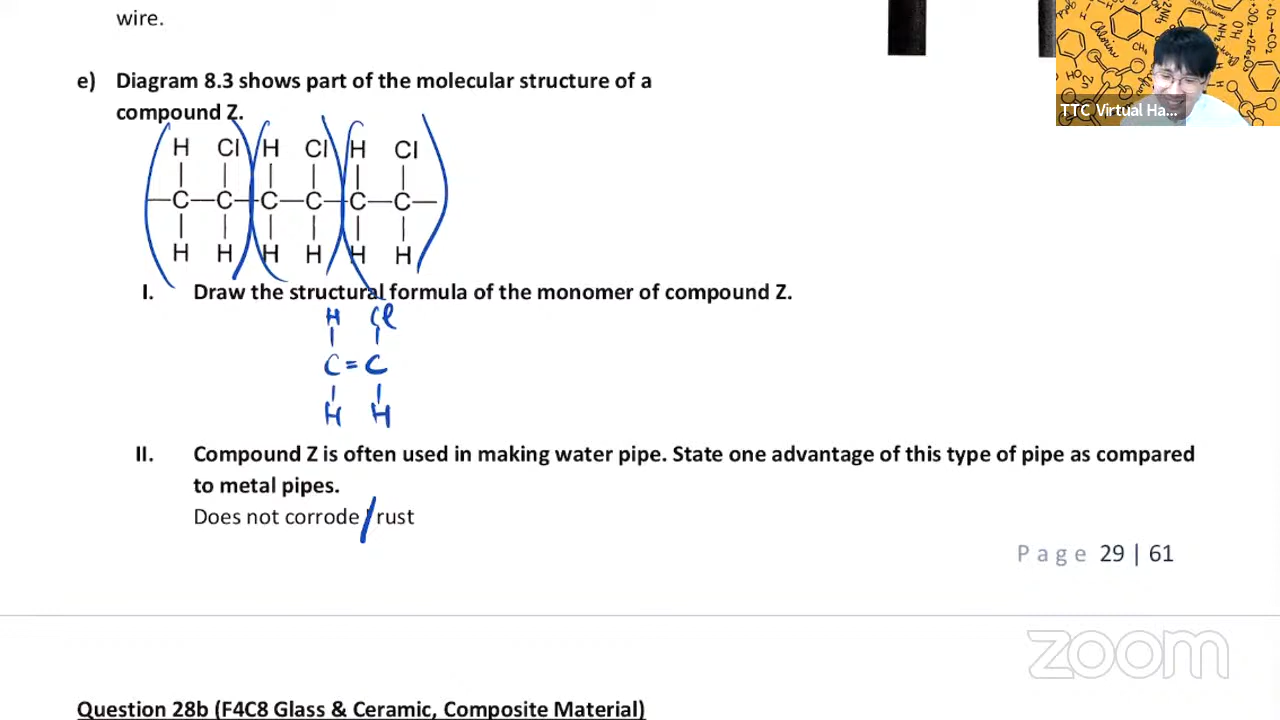 wire.
e) Diagram 8.3 shows part of the molecular structure of a
compound Z.
H Cl H Cl H Cl
C C C C C C
H H H H H H
I. Draw the structural formula of the monomer of compound Z.
H Cl
C = C
H H
II. Compound Z is often used in making water pipe. State one advantage of this type of pipe as compared
to metal pipes.
Does not corrode / rust
Page 29 | 61
zoom
Question 28b (F4C8 Glass & Ceramic, Composite Material)
TTC Virtual Ha...
Chlorine